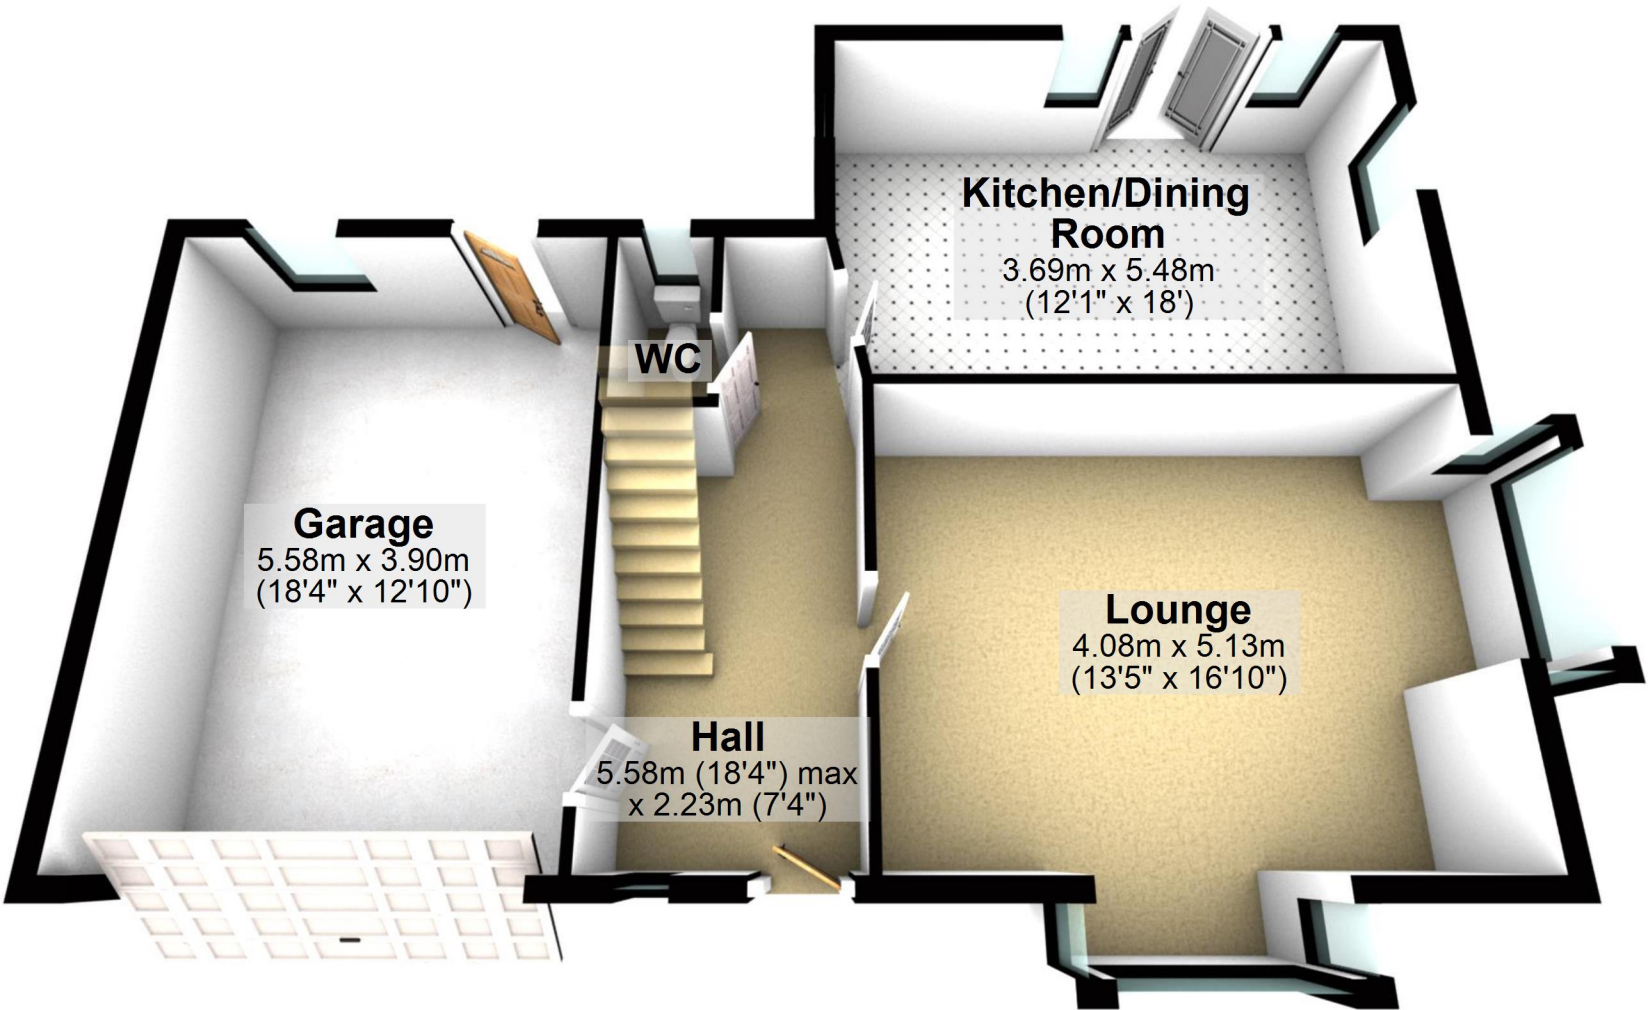 Kitchen/Dining
Room
3.69m x 5.48m
(12'1" x 18')
WC
Garage
5.58m x 3.90m
(18'4" x 12'10")
Lounge
4.08m x 5.13m
(13'5" x 16'10")
Hall
5.58m (18'4") max
x 2.23m (7'4")